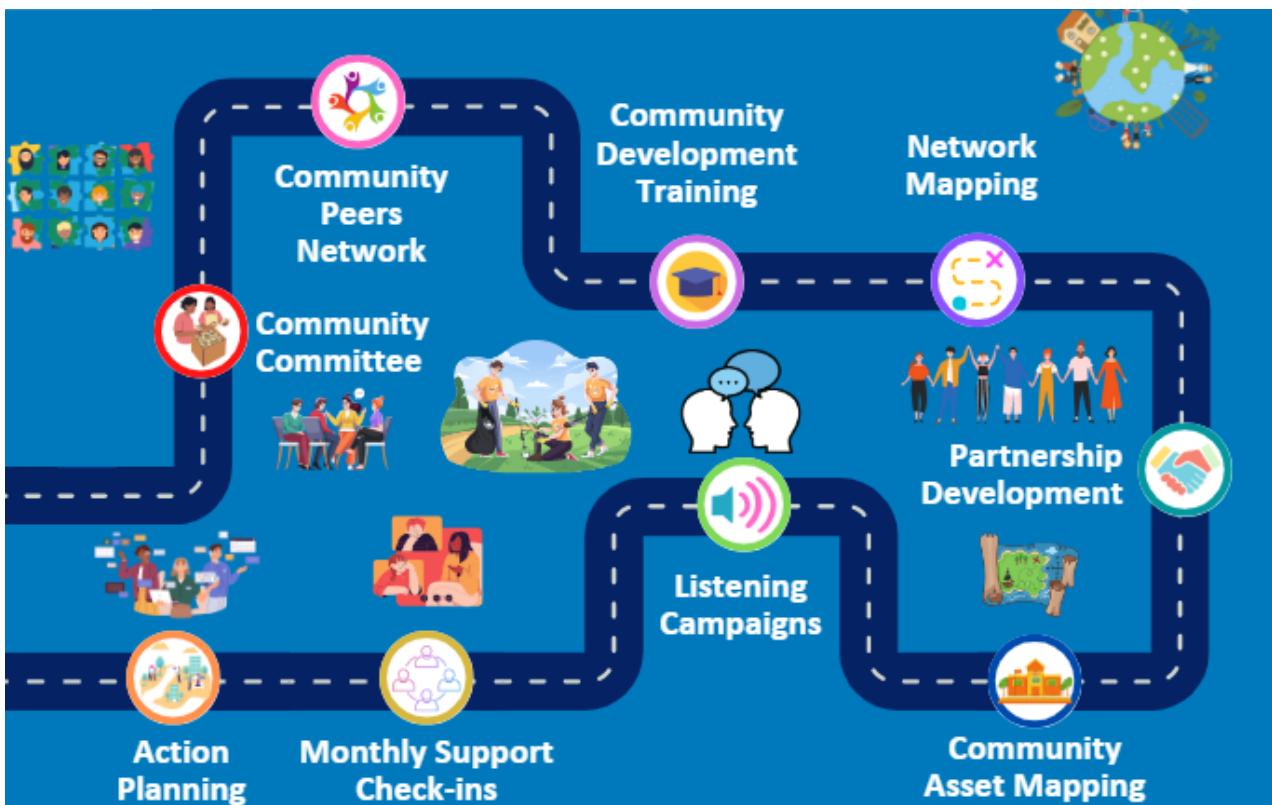 Community
Peers
Network
Community
Development
Training
Network
Mapping
Community
Committee
Partnership
Development
Listening
Campaigns
Action
Planning
Monthly Support
Check-ins
Community
Asset Mapping